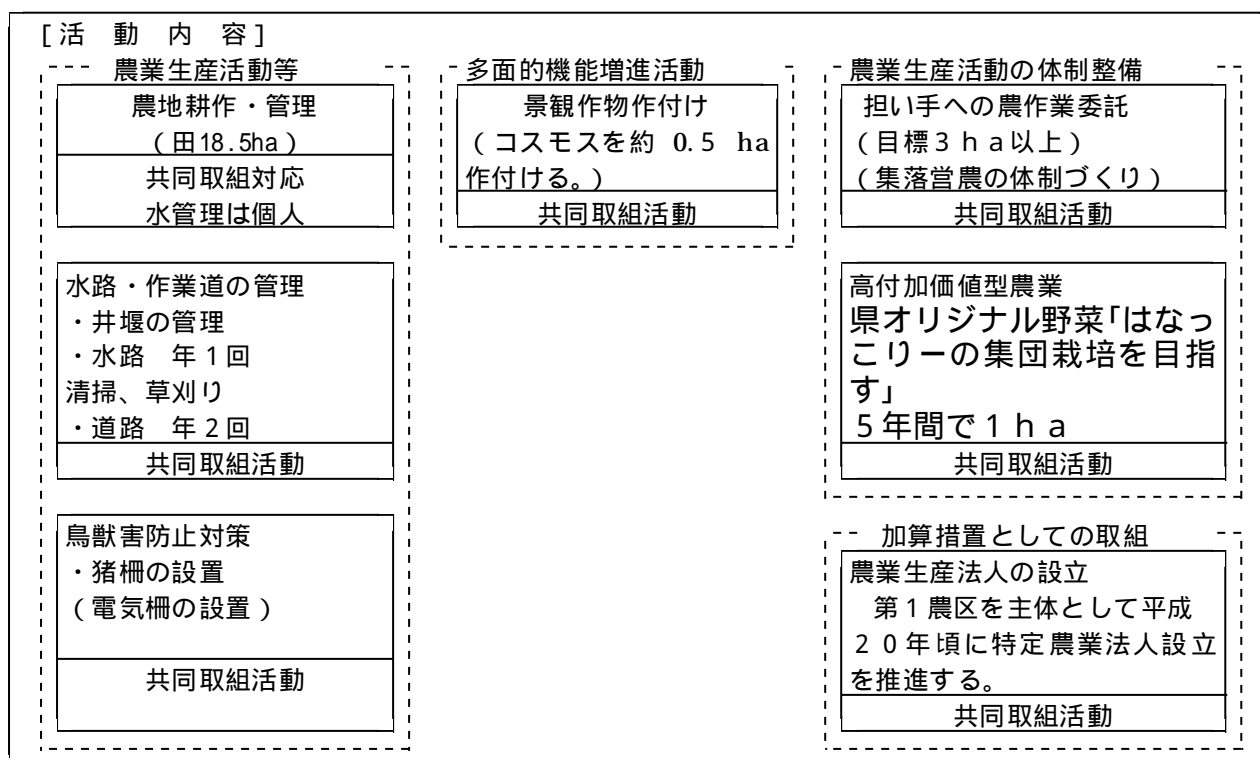 [活 動 内 容]
農業生産活動等
農地耕作・管理
(田18.5ha)
共同取組対応
水管理は個人
水路・作業道の管理
・井堰の管理
・水路 年1回
清掃、草刈り
・道路 年2回
共同取組活動
鳥獣害防止対策
・猪柵の設置
(電気柵の設置)
共同取組活動
多面的機能増進活動
景観作物作付け
(コスモスを約 0.5 ha
作付ける。)
共同取組活動
農業生産活動の体制整備
担い手への農作業委託
(目標3ha以上)
(集落営農の体制づくり)
共同取組活動
高付加価値型農業
県オリジナル野菜「はなっ
こりーの集団栽培を目指
す」
5年間で1ha
共同取組活動
加算措置としての取組
農業生産法人の設立
第1農区を主体として平成
20年頃に特定農業法人設立
を推進する。
共同取組活動